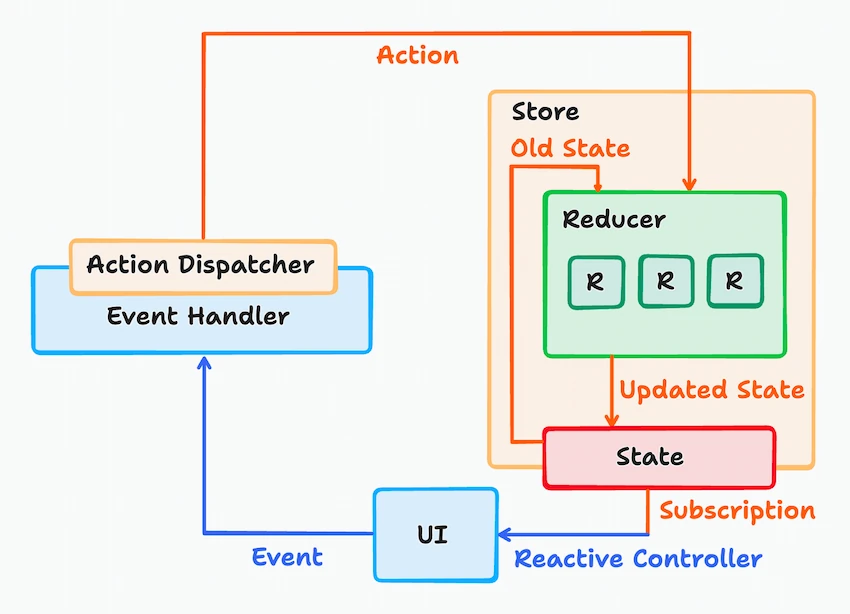 Action
Store
Old State
Reducer
R R R
Action Dispatcher
Event Handler
Updated State
State
Subscription
UI
Event
Reactive Controller